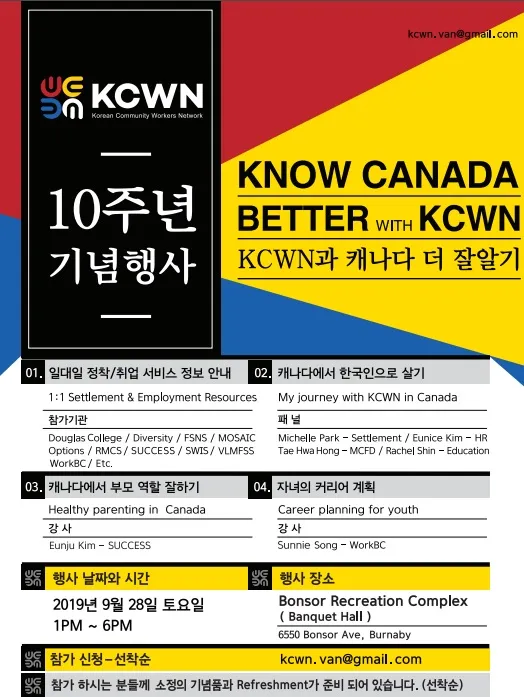 kcwn.van@gmail.com
KCWN
Korean Community Workers Network
10주년
기념행사
KNOW CANADA
BETTER WITH KCWN
KCWN과 캐나다 더 잘알기
01. 일대일 정착/취업 서비스 정보 안내
1:1 Settlement & Employment Resources
참가기관
Douglas College / Diversity / FSNS / MOSAIC
Options / RMCS / SUCCESS / SWIS / VLMFSS
WorkBC / Etc.
02. 캐나다에서 한국인으로 살기
My journey with KCWN in Canada
패 널
Michelle Park - Settlement / Eunice Kim - HR
Tae Hwa Hong - MCFD / Rachel Shin - Education
03. 캐나다에서 부모 역할 잘하기
Healthy parenting in Canada
강 사
Eunju Kim - SUCCESS
04. 자녀의 커리어 계획
Career planning for youth
강 사
Sunnie Song - WorkBC
행사 날짜와 시간
2019년 9월 28일 토요일
1PM ~ 6PM
행사 장소
Bonsor Recreation Complex
( Banquet Hall )
6550 Bonsor Ave, Burnaby
참가 신청-선착순 kcwn.van@gmail.com
참가 하시는 분들께 소정의 기념품과 Refreshment가 준비 되어 있습니다. (선착순)